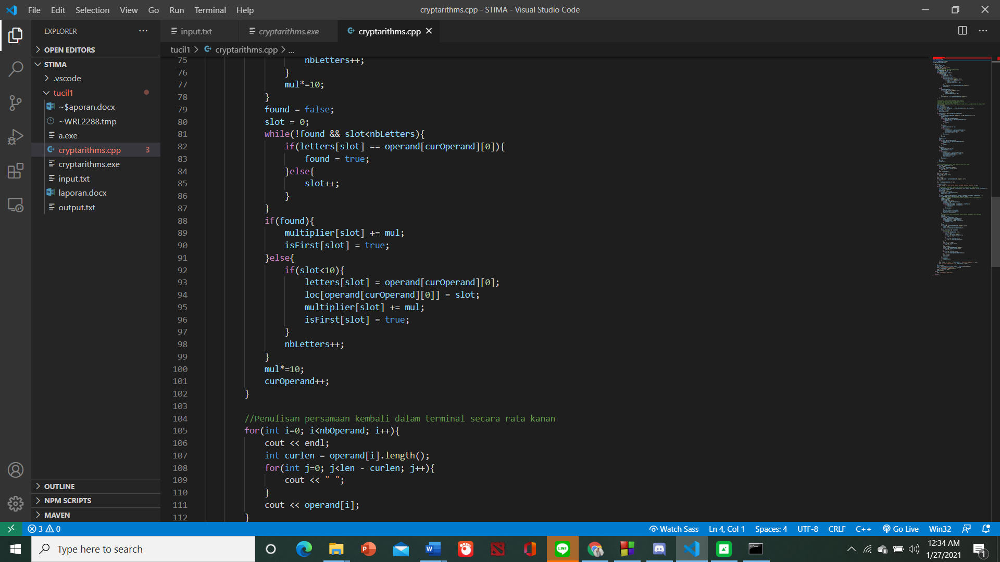 File Edit Selection View Go Run Terminal Help
cryptarithms.cpp - STIMA - Visual Studio Code
EXPLORER
input.txt
cryptarithms.exe
cryptarithms.cpp
OPEN EDITORS
tucil1 > cryptarithms.cpp > ...
STIMA
.vscode
tucil1
~$aporan.docx
~WRL2288.tmp
a.exe
cryptarithms.cpp 3
cryptarithms.exe
input.txt
laporan.docx
output.txt
OUTLINE
NPM SCRIPTS
MAVEN
75 nbLetters++;
76 }
77 mul*=10;
78 }
79 found = false;
80 slot = 0;
81 while(!found && slot<nbLetters){
82 if(letters[slot] == operand[curOperand][0]){
83 found = true;
84 }else{
85 slot++;
86 }
87 }
88 if(found){
89 multiplier[slot] += mul;
90 isFirst[slot] = true;
91 }else{
92 if(slot<10){
93 letters[slot] = operand[curOperand][0];
94 loc[operand[curOperand][0]] = slot;
95 multiplier[slot] += mul;
96 isFirst[slot] = true;
97 }
98 nbLetters++;
99 }
100 mul*=10;
101 curOperand++;
102 }
103
104 //Penulisan persamaan kembali dalam terminal secara rata kanan
105 for(int i=0; i<nbOperand; i++){
106 cout << endl;
107 int curlen = operand[i].length();
108 for(int j=0; j<len - curlen; j++){
109 cout << " ";
110 }
111 cout << operand[i];
112 }
3 0
Watch Sass Ln 4, Col 1 Spaces: 4 UTF-8 CRLF C++ Go Live Win32
Type here to search
LINE
12:34 AM
1/27/2021
1